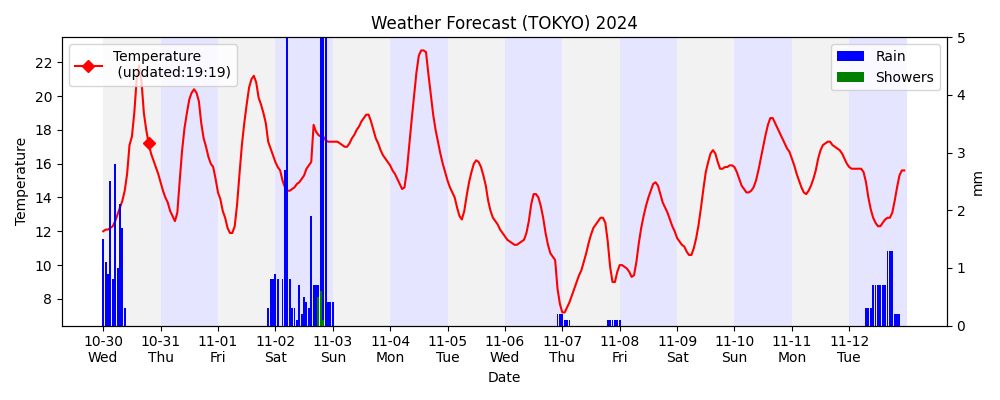 Weather Forecast (TOKYO) 2024
Temperature
(updated:19:19)
Rain
Showers
Temperature
22
20
18
16
14
12
10
8
5
4
3
2
1
0
mm
10-30 10-31 11-01 11-02 11-03 11-04 11-05 11-06 11-07 11-08 11-09 11-10 11-11 11-12
Wed Thu Fri Sat Sun Mon Tue Wed Thu Fri Sat Sun Mon Tue
Date